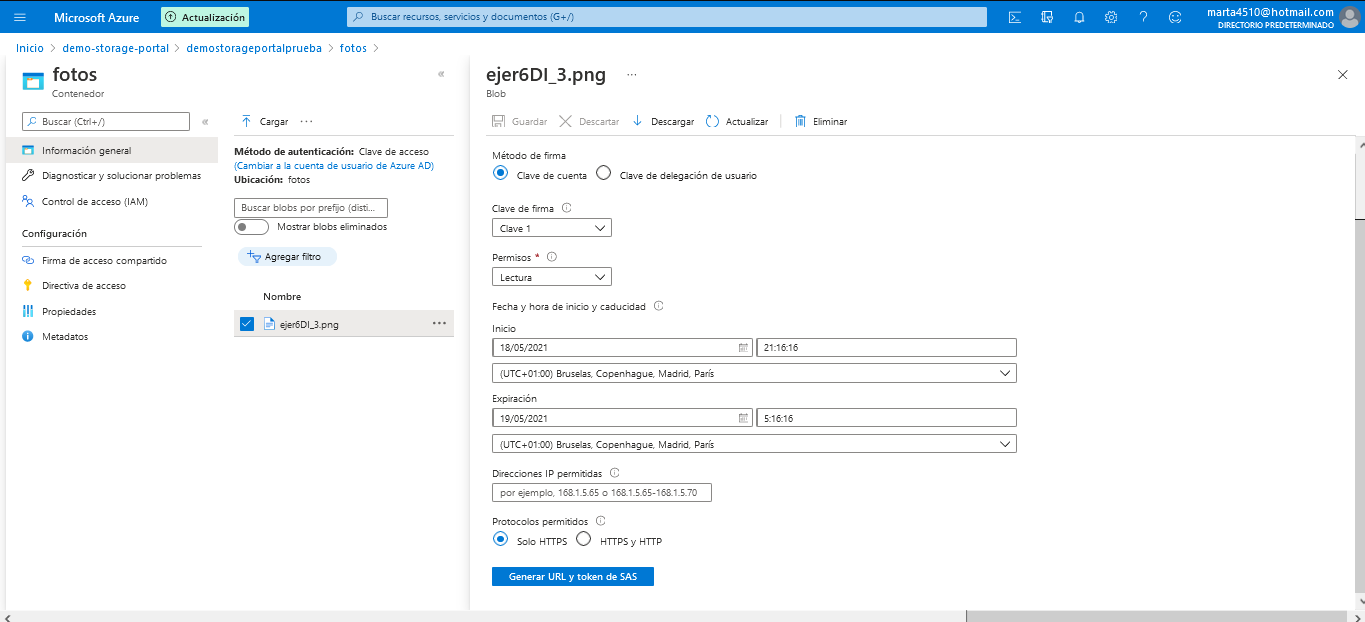 Microsoft Azure
Actualización
Buscar recursos, servicios y documentos (G+/)
marta4510@hotmail.com
DIRECTORIO PREDETERMINADO
Inicio > demo-storage-portal > demostorageportalprueba > fotos >
fotos
Contenedor
Buscar (Ctrl+/)
Información general
Diagnosticar y solucionar problemas
Control de acceso (IAM)
Configuración
Firma de acceso compartido
Directiva de acceso
Propiedades
Metadatos
Cargar
Método de autenticación: Clave de acceso
(Cambiar a la cuenta de usuario de Azure AD)
Ubicación: fotos
Buscar blobs por prefijo (disti...
Mostrar blobs eliminados
Agregar filtro
Nombre
ejer6DI_3.png
ejer6DI_3.png
Blob
Guardar Descartar Descargar Actualizar Eliminar
Método de firma
Clave de cuenta Clave de delegación de usuario
Clave de firma
Clave 1
Permisos *
Lectura
Fecha y hora de inicio y caducidad
Inicio
18/05/2021 21:16:16
(UTC+01:00) Bruselas, Copenhague, Madrid, París
Expiración
19/05/2021 5:16:16
(UTC+01:00) Bruselas, Copenhague, Madrid, París
Direcciones IP permitidas
por ejemplo, 168.1.5.65 o 168.1.5.65-168.1.5.70
Protocolos permitidos
Solo HTTPS HTTPS y HTTP
Generar URL y token de SAS